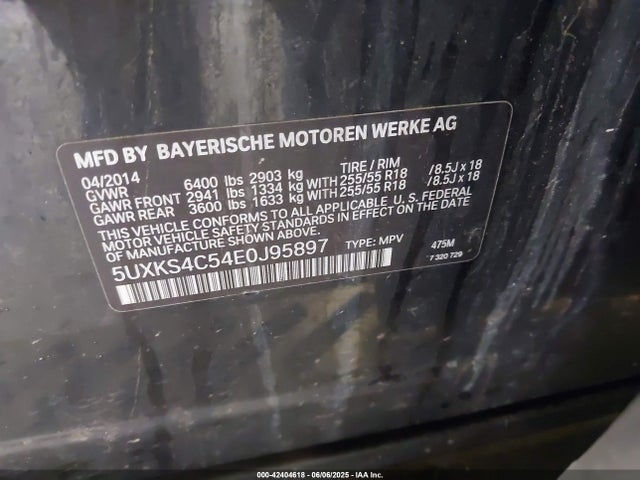 MFD BY BAYERISCHE MOTOREN WERKE AG
04/2014 TIRE / RIM
GVWR 6400 lbs 2903 kg
GAWR FRONT 2941 lbs 1334 kg WITH 255/55 R18 /8.5J x 18
GAWR REAR 3600 lbs 1633 kg WITH 255/55 R18 /8.5J x 18
THIS VEHICLE CONFORMS TO ALL APPLICABLE U. S. FEDERAL
MOTOR VEHICLE SAFETY STANDARDS IN EFFECT ON THE DATE
OF MANUFACTURE SHOWN ABOVE.
5UXKS4C54E0J95897 TYPE: MPV 475M
7 320 729
000-42404618 - 06/06/2025 - IAA Inc.